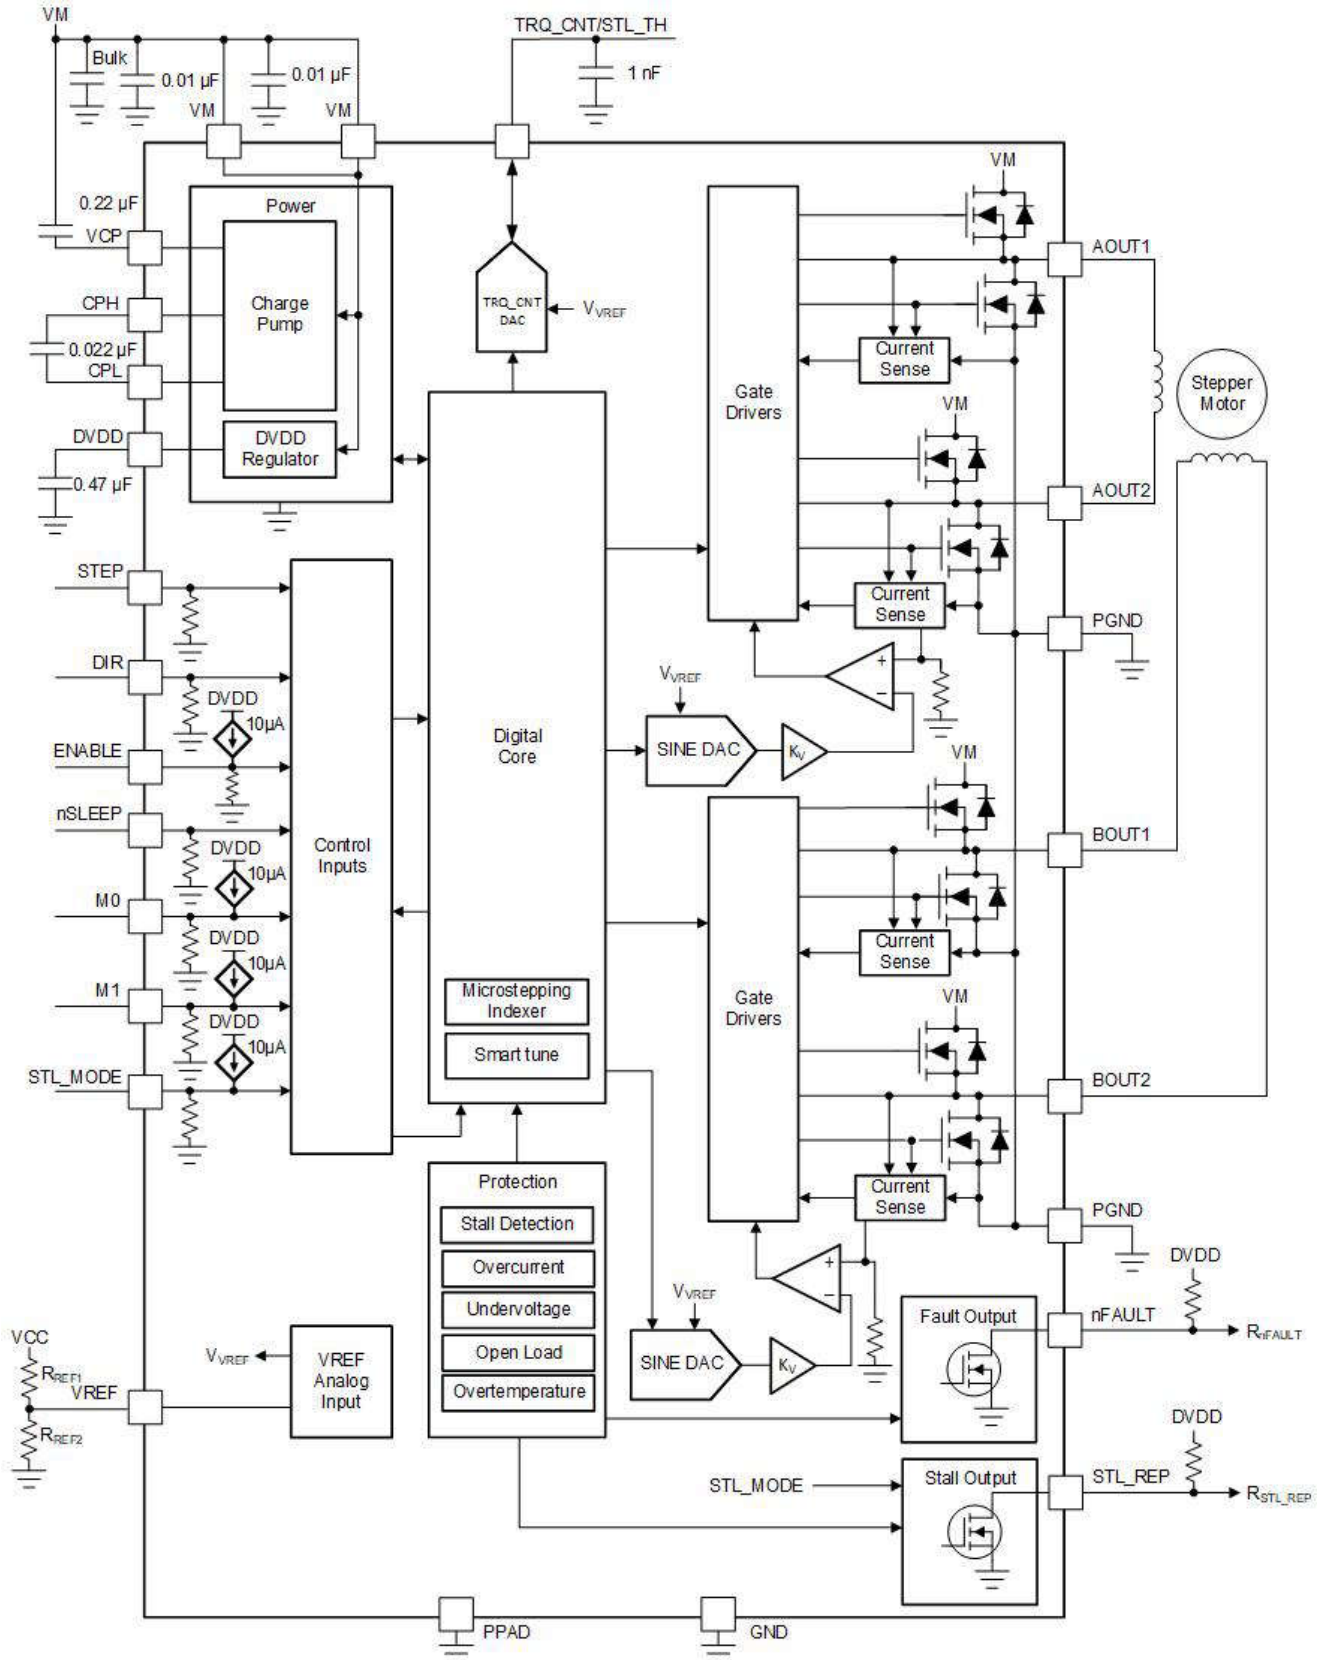 VM
TRQ_CNT/STL_TH
Bulk
0.01 µF
0.01 µF
1 nF
VM
VM
VM
0.22 µF
Power
VCP
AOUT1
CPH
Charge
Pump
TRQ_CNT
DAC
VVREF
0.022 µF
CPL
Current
Sense
Gate
Drivers
Stepper
Motor
VM
DVDD
DVDD
Regulator
0.47 µF
AOUT2
STEP
Current
Sense
PGND
DIR
DVDD
10µA
VVREF
+
−
ENABLE
Digital
Core
SINE DAC
KV
VM
nSLEEP
DVDD
10µA
Control
Inputs
BOUT1
M0
DVDD
10µA
Current
Sense
M1
Microstepping
Indexer
Gate
Drivers
VM
DVDD
10µA
Smart tune
STL_MODE
BOUT2
Protection
Current
Sense
Stall Detection
PGND
Overcurrent
+
−
DVDD
Undervoltage
VVREF
Fault Output
nFAULT
RnFAULT
VCC
RREF1
VREF
RREF2
VVREF
VREF
Analog
Input
Open Load
SINE DAC
KV
Overtemperature
DVDD
STL_MODE
Stall Output
STL_REP
RSTL_REP
PPAD
GND